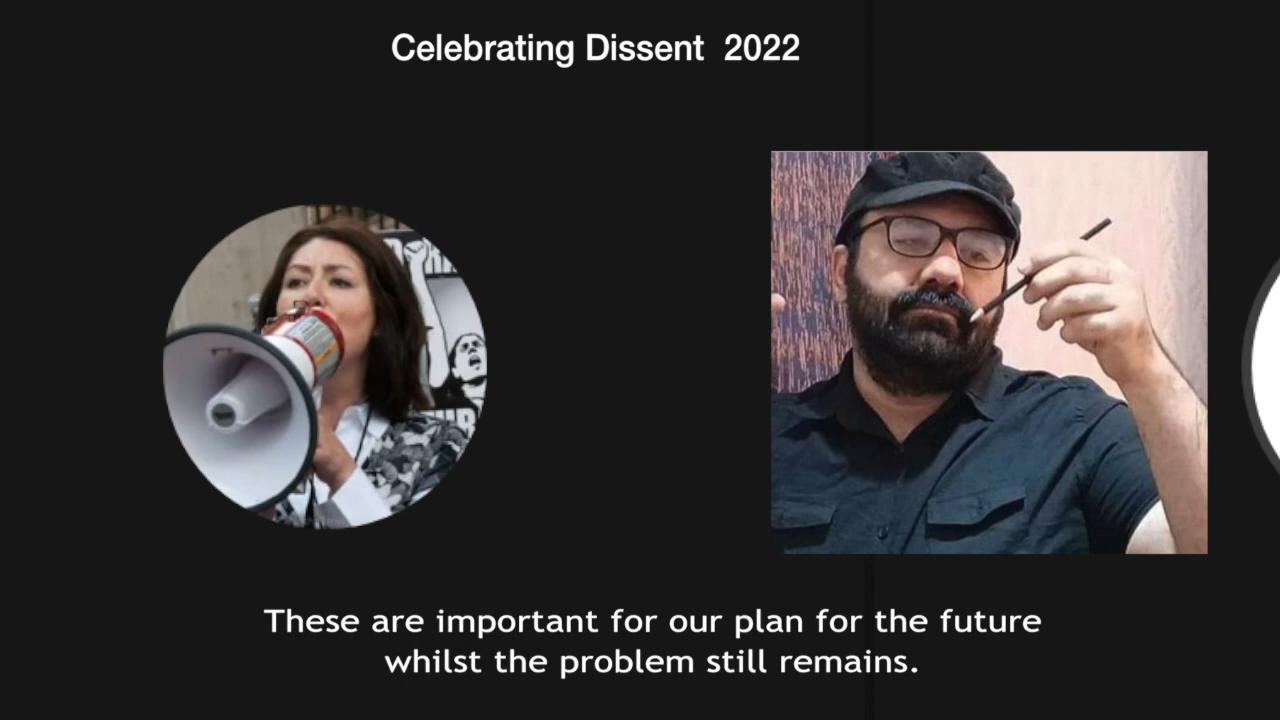 Celebrating Dissent 2022
These are important for our plan for the future
whilst the problem still remains.